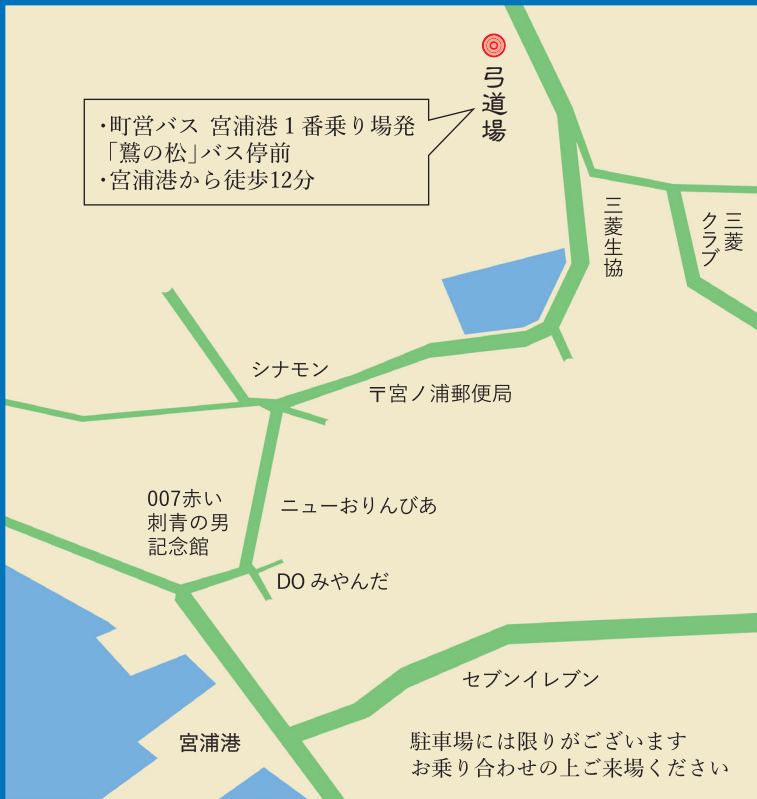 弓道場
・町営バス 宮浦港1番乗り場発
「鷲の松」バス停前
・宮浦港から徒歩12分
三菱生協
三菱
クラブ
シナモン
〒宮ノ浦郵便局
007赤い
刺青の男
記念館
ニューおりんびあ
DO みやんだ
セブンイレブン
宮浦港
駐車場には限りがございます
お乗り合わせの上ご来場ください